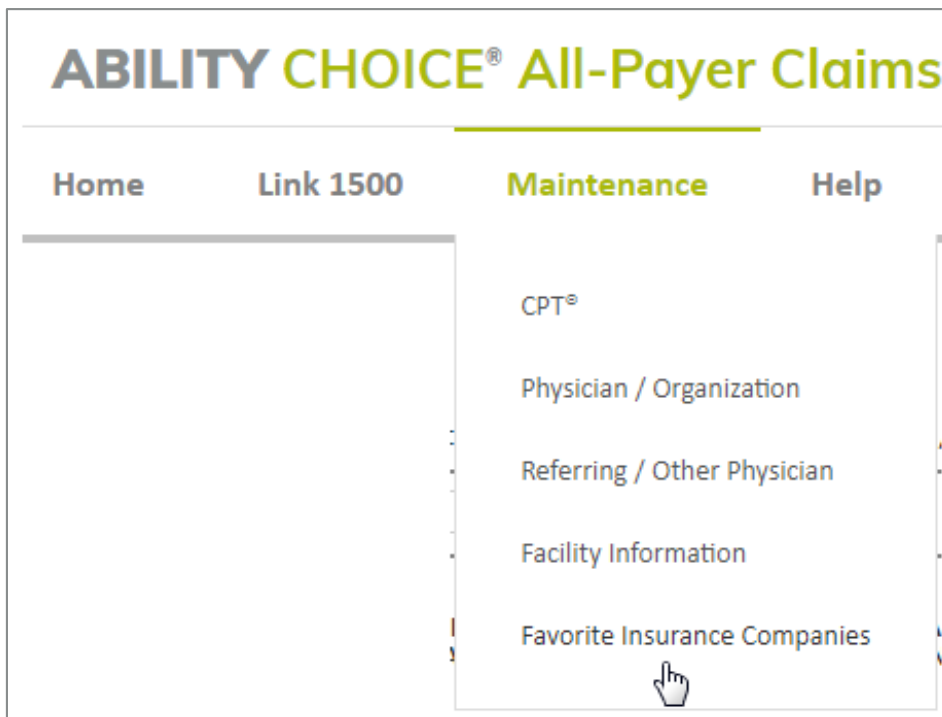 ABILITY CHOICE® All-Payer Claims
Home Link 1500 Maintenance Help
CPT©
Physician / Organization
Referring / Other Physician
Facility Information
Favorite Insurance Companies